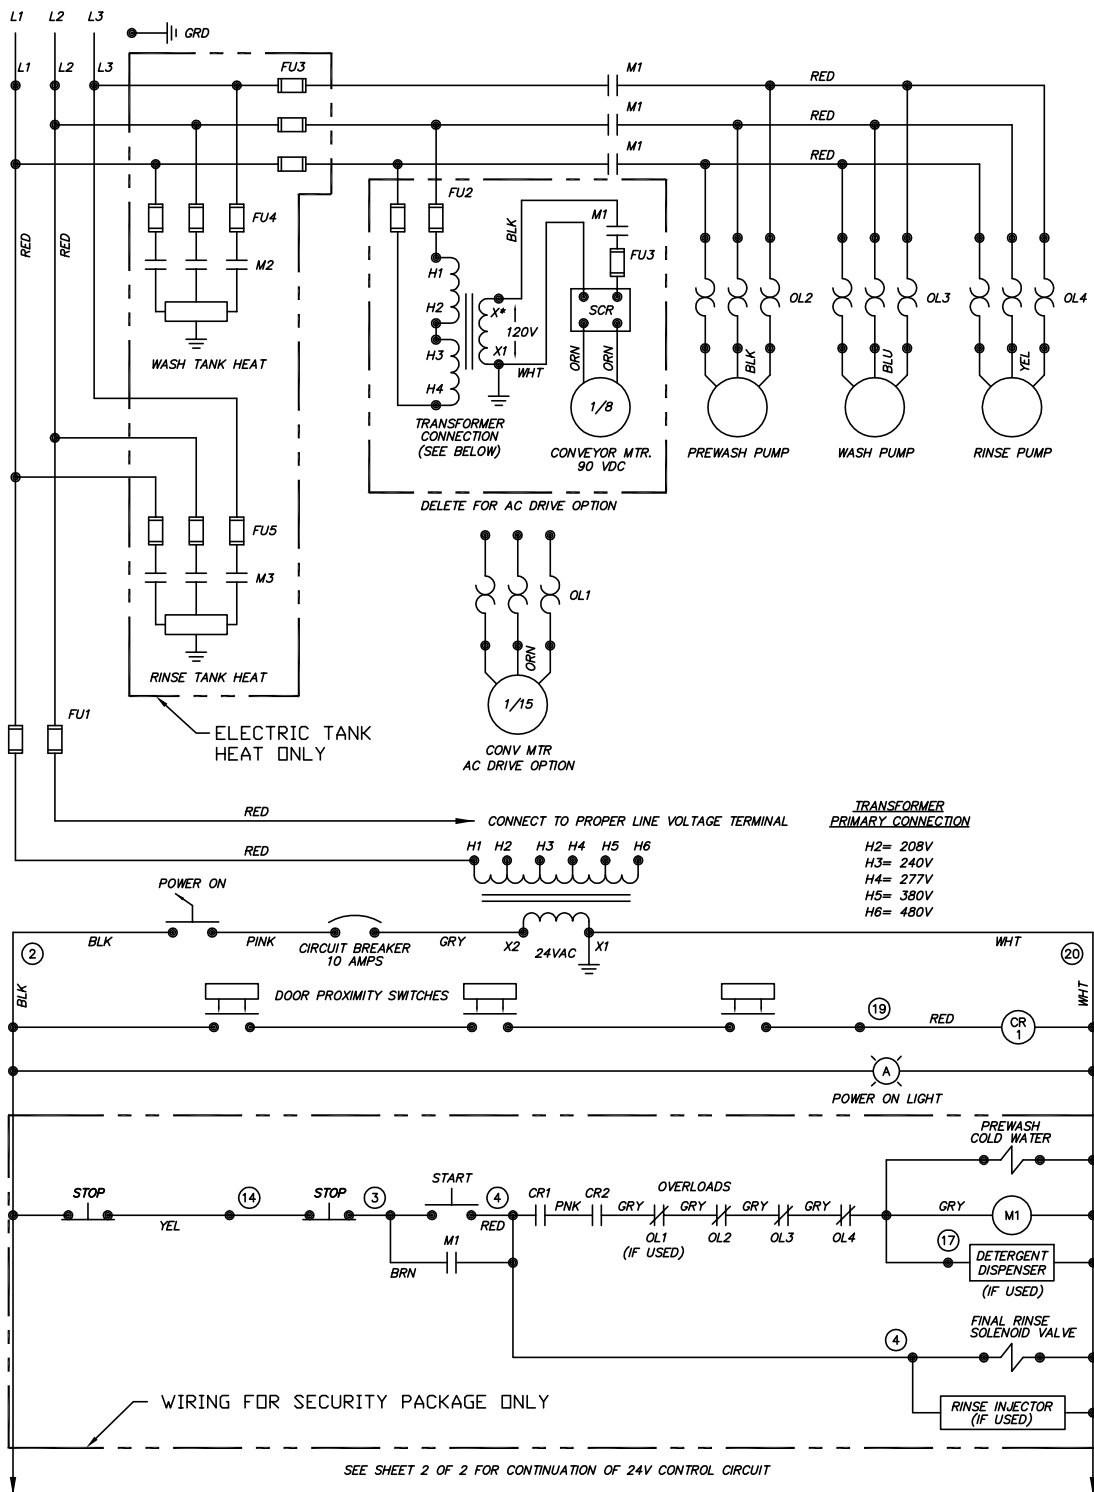 L1 L2 L3
GRD
L1 L2 L3
FU3 M1 RED
M1 RED
M1 RED
RED RED
FU4
M2
WASH TANK HEAT
FU2
BLK
M1
FU3
H1
H2
H3
H4
X*
120V
X1
WHT
SCR
ORN ORN
1/8
TRANSFORMER
CONNECTION
(SEE BELOW)
CONVEYOR MTR.
90 VDC
DELETE FOR AC DRIVE OPTION
OL2 OL3 OL4
BLK BLU YEL
PREWASH PUMP WASH PUMP RINSE PUMP
FU5
M3
RINSE TANK HEAT
OL1
ORN
1/15
CONV MTR
AC DRIVE OPTION
FU1
ELECTRIC TANK
HEAT ONLY
RED
CONNECT TO PROPER LINE VOLTAGE TERMINAL
RED
H1 H2 H3 H4 H5 H6
TRANSFORMER
PRIMARY CONNECTION
H2= 208V
H3= 240V
H4= 277V
H5= 380V
H6= 480V
POWER ON
2 BLK PINK
CIRCUIT BREAKER
10 AMPS
GRY X2 24VAC X1 WHT 20
BLK
WHT
DOOR PROXIMITY SWITCHES
19 RED
CR
1
A
POWER ON LIGHT
PREWASH
COLD WATER
STOP
YEL
14
STOP
3
START
4
RED
M1
BRN
CR1 PNK CR2
OVERLOADS
GRY GRY GRY GRY
OL1
(IF USED)
OL2 OL3 OL4
GRY M1
17
DETERGENT
DISPENSER
(IF USED)
FINAL RINSE
SOLENOID VALVE
4
RINSE INJECTOR
(IF USED)
WIRING FOR SECURITY PACKAGE ONLY
SEE SHEET 2 OF 2 FOR CONTINUATION OF 24V CONTROL CIRCUIT